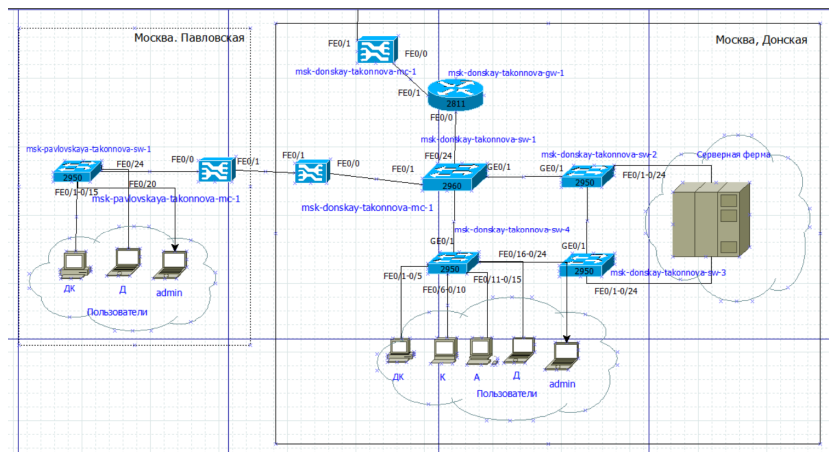 Москва. Павловская
Москва, Донская
FE0/1
FE0/0
msk-donskay-takonnova-mc-1
msk-donskay-takonnova-gw-1
FE0/1
2811
FE0/0
msk-pavlovskaya-takonnova-sw-1
FE0/24
2950
FE0/1-0/15
FE0/20
FE0/0
FE0/1
msk-pavlovskaya-takonnova-mc-1
FE0/1
FE0/0
msk-donskay-takonnova-mc-1
msk-donskay-takonnova-sw-1
FE0/24
FE0/1
2960
GE0/1
msk-donskay-takonnova-sw-2
GE0/1
FE0/1-0/24
2950
Серверная ферма
msk-donskay-takonnova-sw-4
GE0/1
2950
FE0/16-0/24
GE0/1
2950
msk-donskay-takonnova-sw-3
FE0/1-0/24
FE0/1-0/5
FE0/6-0/10
FE0/11-0/15
ДК
Д
admin
Пользователи
ДК
К
А
Д
admin
Пользователи